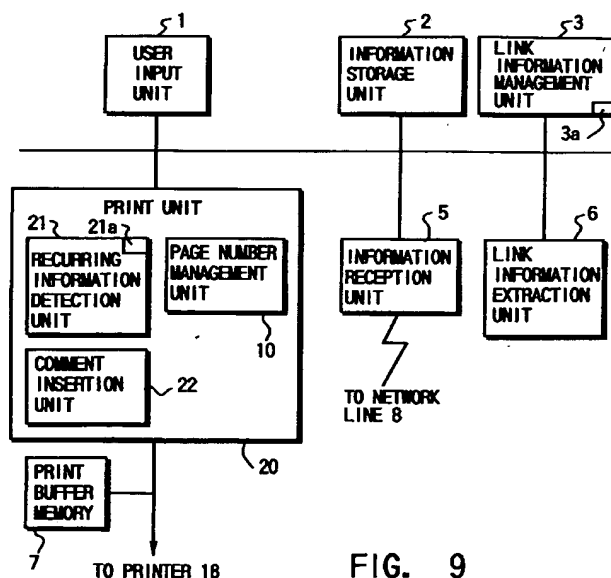 1
USER
INPUT
UNIT
2
INFORMATION
STORAGE
UNIT
3
LINK
INFORMATION
MANAGEMENT
UNIT
3a
PRINT UNIT
21
21a
RECURRING
INFORMATION
DETECTION
UNIT
PAGE NUMBER
MANAGEMENT
UNIT
10
COMMENT
INSERTION
UNIT
22
20
5
INFORMATION
RECEPTION
UNIT
TO NETWORK
LINE 8
6
LINK
INFORMATION
EXTRACTION
UNIT
PRINT
BUFFER
MEMORY
7
TO PRINTER 18
FIG. 9